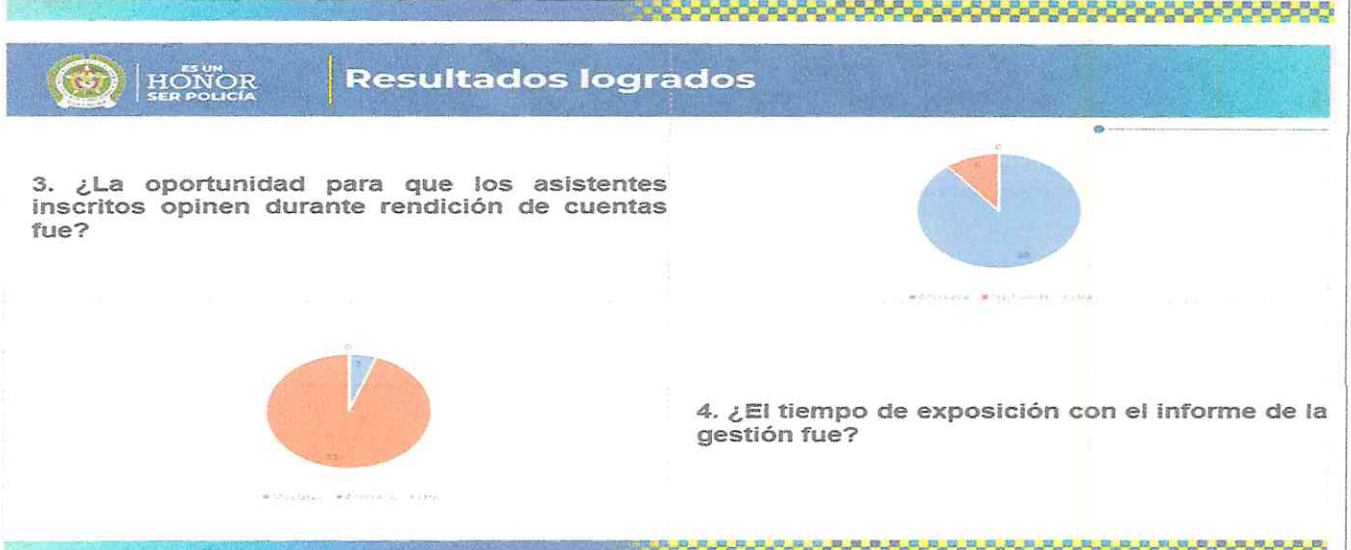 ES UN
HONOR
SER POLICÍA
Resultados logrados
3. ¿La oportunidad para que los asistentes
inscritos opinen durante rendición de cuentas
fue?
4. ¿El tiempo de exposición con el informe de la
gestión fue?